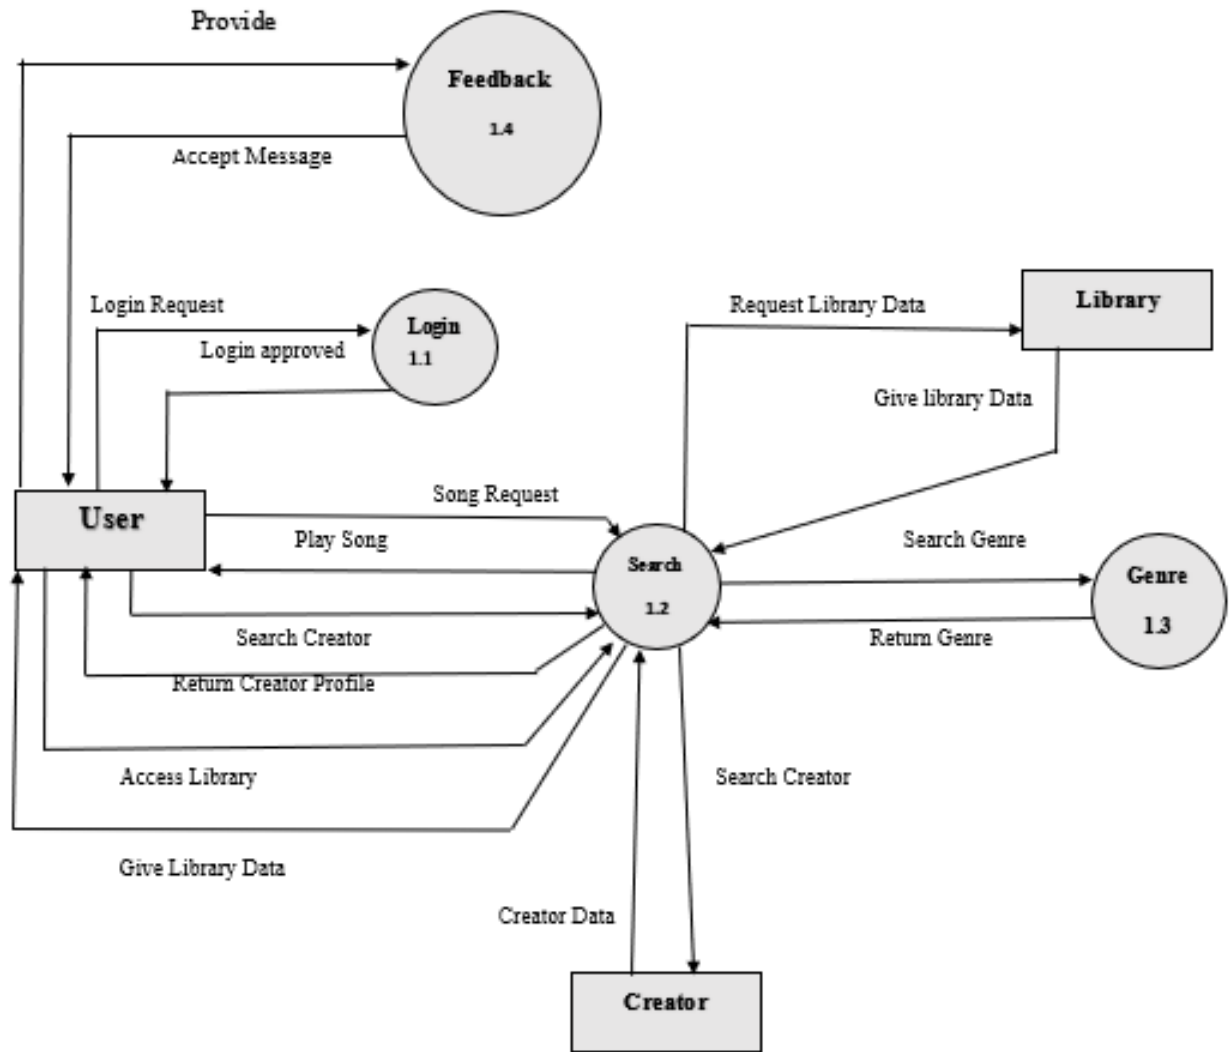 Provide
Feedback
1.4
Accept Message
Login Request
Login
Login approved
1.1
Request Library Data
Library
Give library Data
User
Song Request
Play Song
Search
1.2
Search Genre
Genre
1.3
Return Genre
Search Creator
Return Creator Profile
Access Library
Search Creator
Give Library Data
Creator Data
Creator